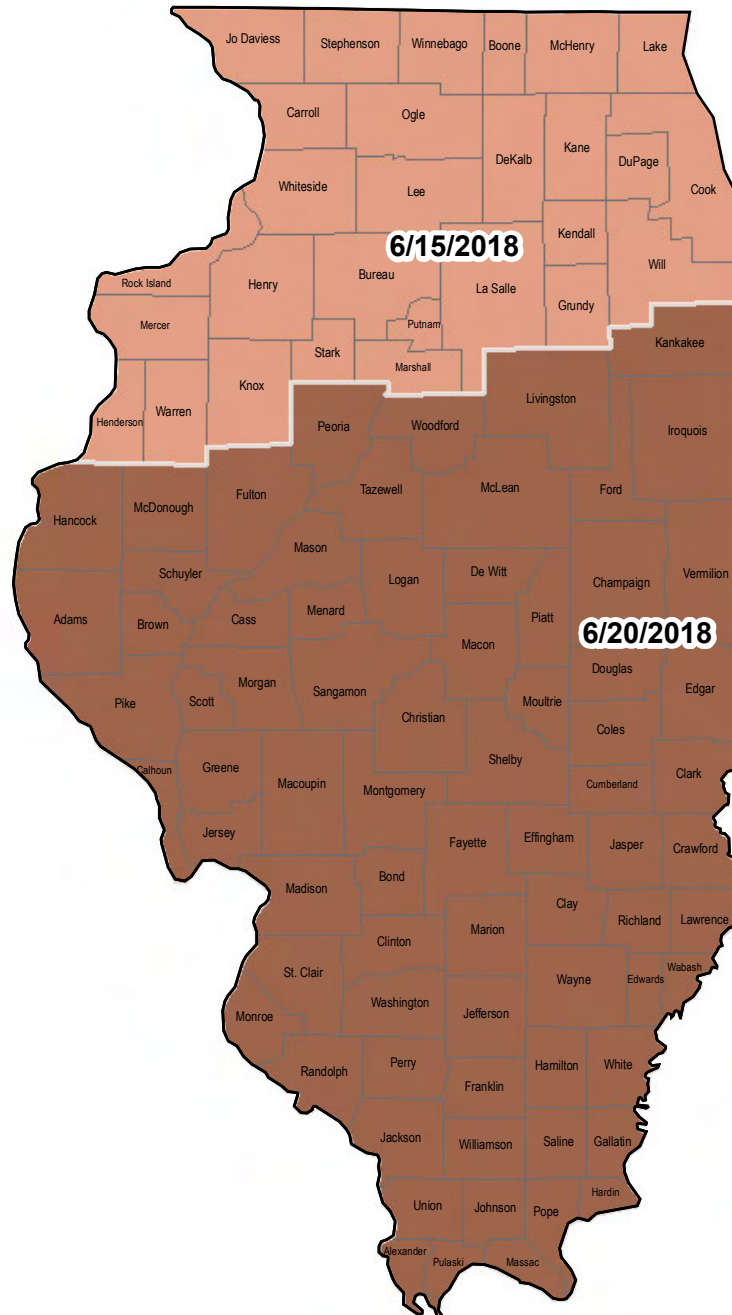 Jo Daviess
Stephenson
Winnebago
Boone
McHenry
Lake
Carroll
Ogle
DeKalb
Kane
DuPage
Cook
Whiteside
Lee
Kendall
6/15/2018
Will
Rock Island
Henry
Bureau
La Salle
Grundy
Mercer
Putnam
Stark
Marshall
Kankakee
Henderson
Warren
Knox
Livingston
Peoria
Woodford
Iroquois
Hancock
McDonough
Fulton
Tazewell
McLean
Ford
Mason
Schuyler
Logan
De Witt
Champaign
Vermilion
Adams
Brown
Cass
Menard
Piatt
Macon
6/20/2018
Pike
Scott
Morgan
Sangamon
Christian
Moultrie
Douglas
Edgar
Coles
Calhoun
Greene
Macoupin
Montgomery
Shelby
Cumberland
Clark
Jersey
Fayette
Effingham
Jasper
Crawford
Madison
Bond
Clay
Richland
Lawrence
Clinton
Marion
St. Clair
Wayne
Edwards
Wabash
Monroe
Washington
Jefferson
Randolph
Perry
Hamilton
White
Franklin
Jackson
Williamson
Saline
Gallatin
Union
Johnson
Pope
Hardin
Alexander
Pulaski
Massac